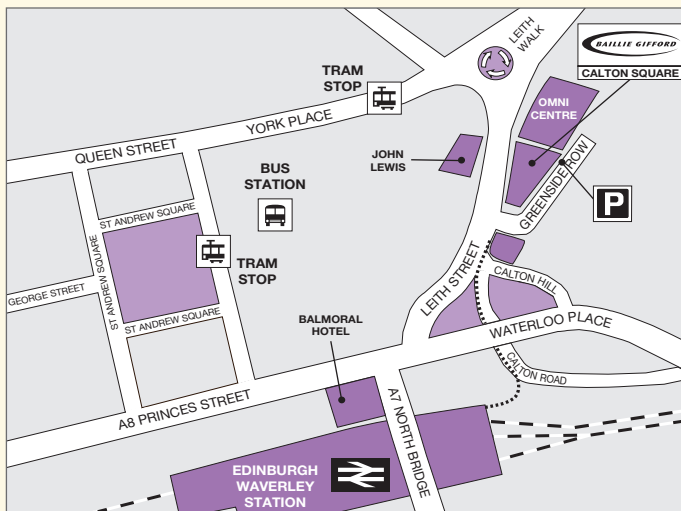 LEITH
WALK
BAILLIE GIFFORD
CALTON SQUARE
TRAM
STOP
OMNI
CENTRE
YORK PLACE
QUEEN STREET
JOHN
LEWIS
BUS
STATION
GREENSIDE ROW
P
ST ANDREW SQUARE
ST ANDREW SQUARE
TRAM
STOP
GEORGE STREET
LEITH STREET
CALTON HILL
ST ANDREW SQUARE
BALMORAL
HOTEL
WATERLOO PLACE
CALTON ROAD
A8 PRINCES STREET
A7 NORTH BRIDGE
EDINBURGH
WAVERLEY
STATION